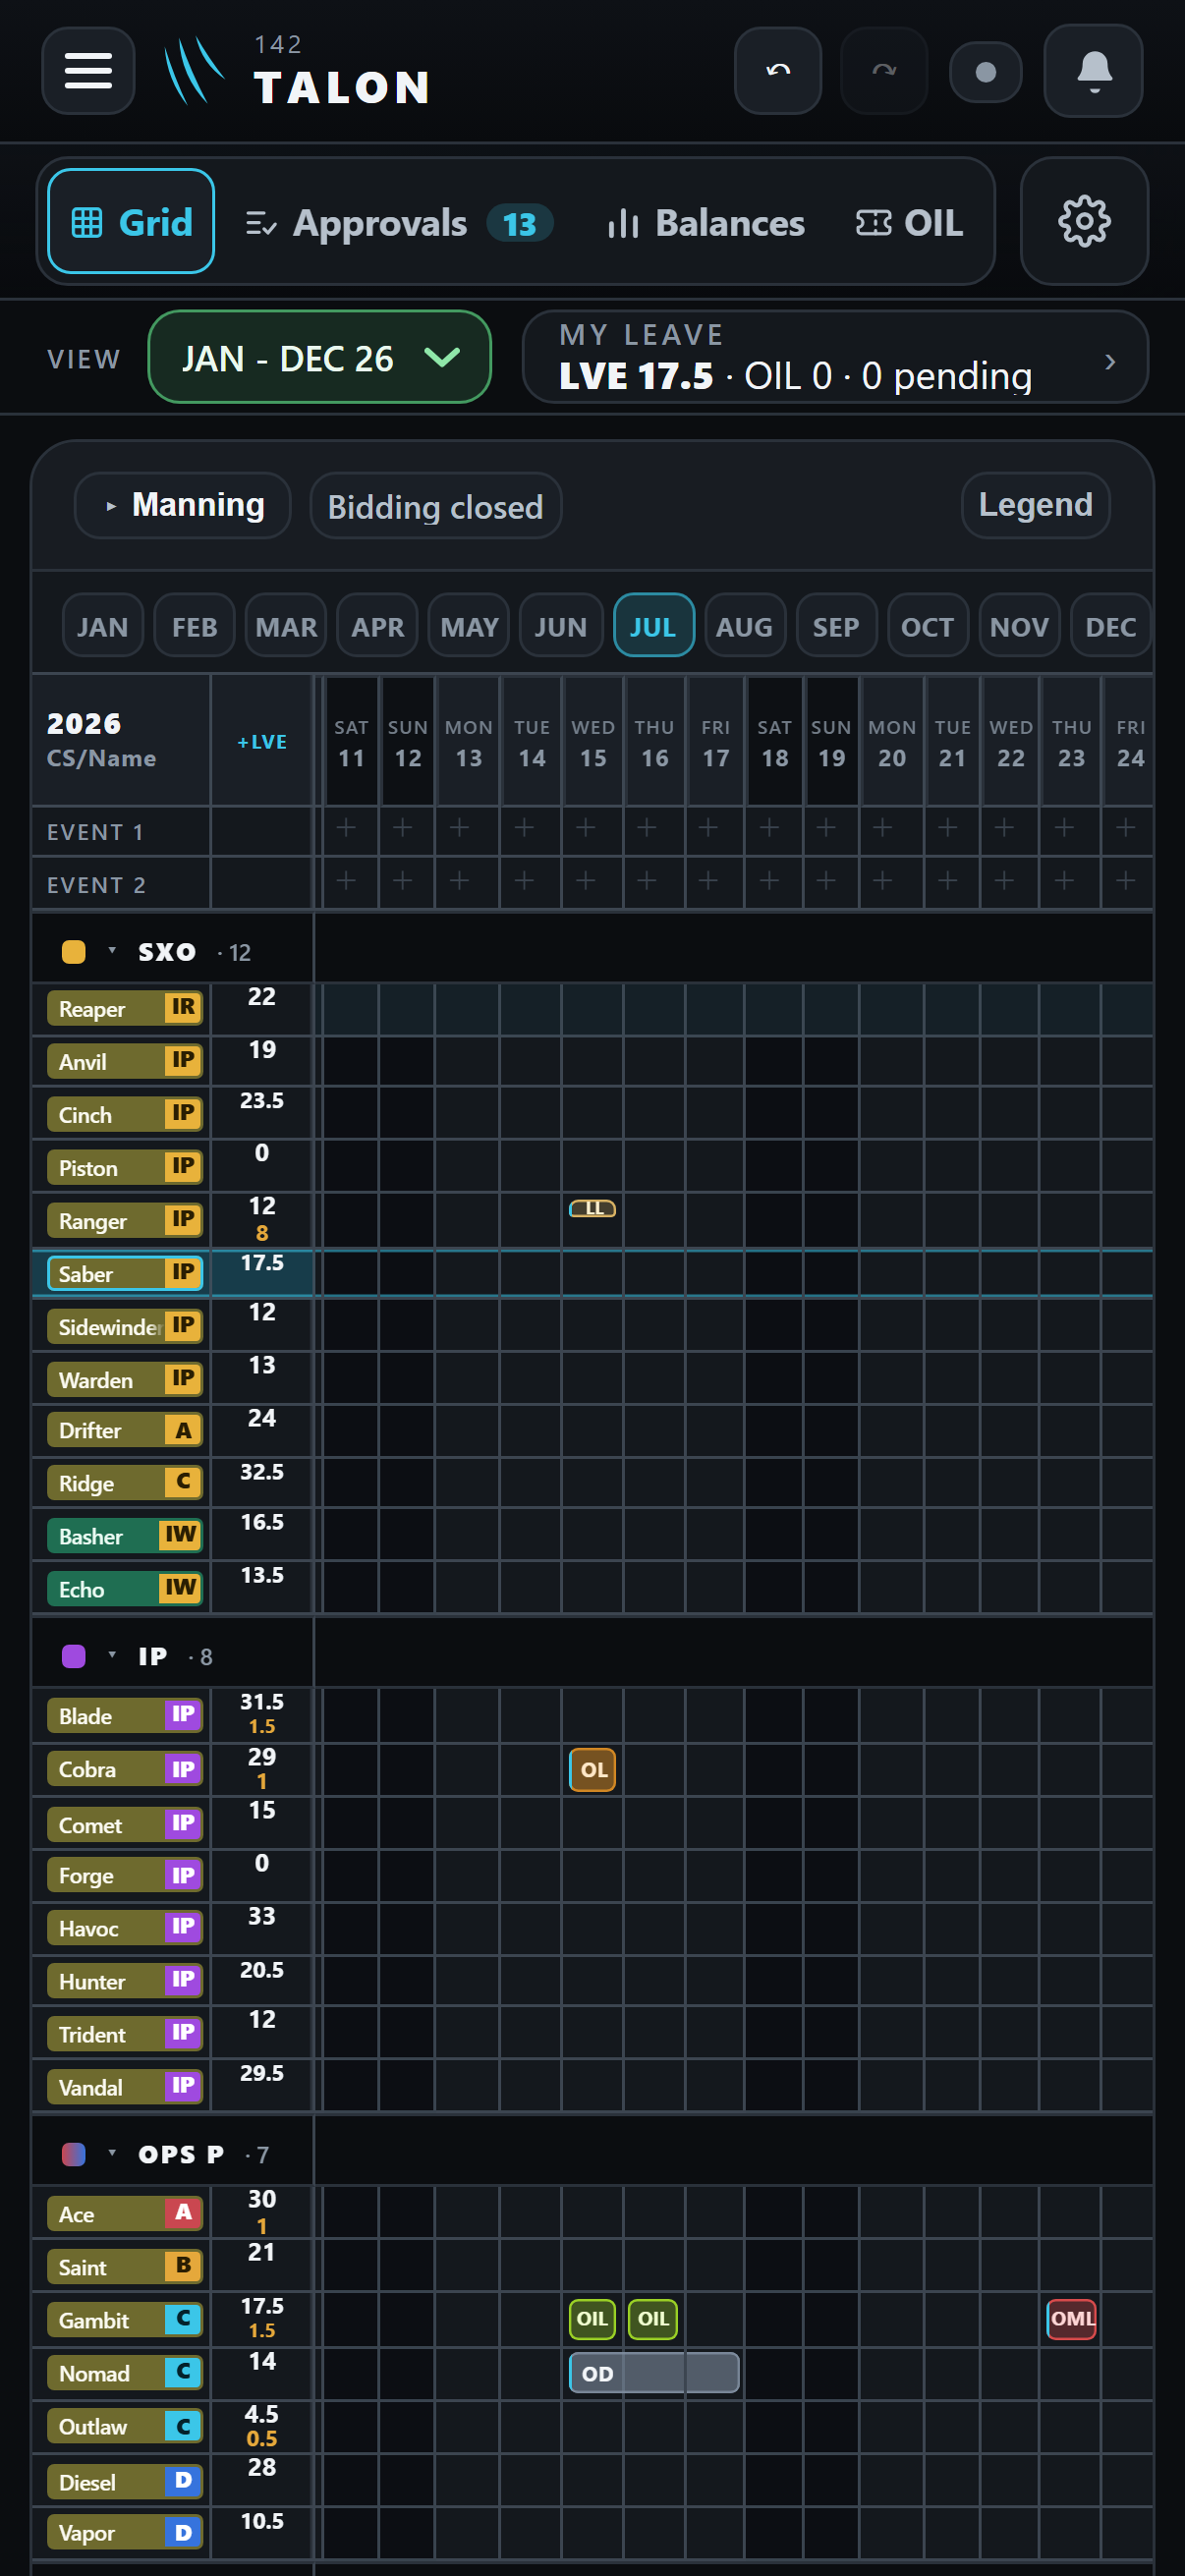 142
TALON
Grid
Approvals 13
Balances
OIL
VIEW
JAN - DEC 26
MY LEAVE
LVE 17.5 · OIL 0 · 0 pending
Manning
Bidding closed
Legend
JAN FEB MAR APR MAY JUN JUL AUG SEP OCT NOV DEC
2026
CS/Name
+LVE
SAT SUN MON TUE WED THU FRI SAT SUN MON TUE WED THU FRI
11 12 13 14 15 16 17 18 19 20 21 22 23 24
EVENT 1 + + + + + + + + + + + + + +
EVENT 2 + + + + + + + + + + + + + +
SXO · 12
Reaper IR 22
Anvil IP 19
Cinch IP 23.5
Piston IP 0
Ranger IP 12 8 LL
Saber IP 17.5
Sidewinder IP 12
Warden IP 13
Drifter A 24
Ridge C 32.5
Basher IW 16.5
Echo IW 13.5
IP · 8
Blade IP 31.5 1.5
Cobra IP 29 1 OL
Comet IP 15
Forge IP 0
Havoc IP 33
Hunter IP 20.5
Trident IP 12
Vandal IP 29.5
OPS P · 7
Ace A 30 1
Saint B 21
Gambit C 17.5 1.5 OIL OIL OML
Nomad C 14 OD
Outlaw C 4.5 0.5
Diesel D 28
Vapor D 10.5